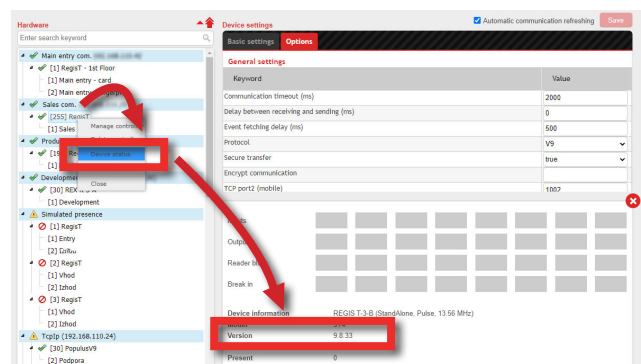 Hardware
Enter search keyword
Main entry com.
[1] RegisT - 1st Floor
[1] Main entry - card
[2] Main entry
Sales com.
[255] RegisT
[1] Sales
Manage
Device status
Close
[1]
[30] REX
[1] Development
Simulated presence
[1] RegisT
[1] Entry
[2] Izdhu
[2] RegisT
[1] Vhod
[2] Izhod
[3] RegisT
[1] Vhod
[2] Izhod
TcpIp (192.168.110.24)
[30] PopulusV9
[2] Podpora
Device settings
Automatic communication refreshing
Save
Basic settings
Options
General settings
Keyword
Value
Communication timeout (ms)
2000
Delay between receiving and sending (ms)
0
Event fetching delay (ms)
500
Protocol
V9
Secure transfer
true
Encrypt communication
TCP port2 (mobile)
1002
Reader
Break in
Device information
REGIS T-3-B (StandAlone, Pulse, 13.56 MHz)
Version
9.8.33
Present
0